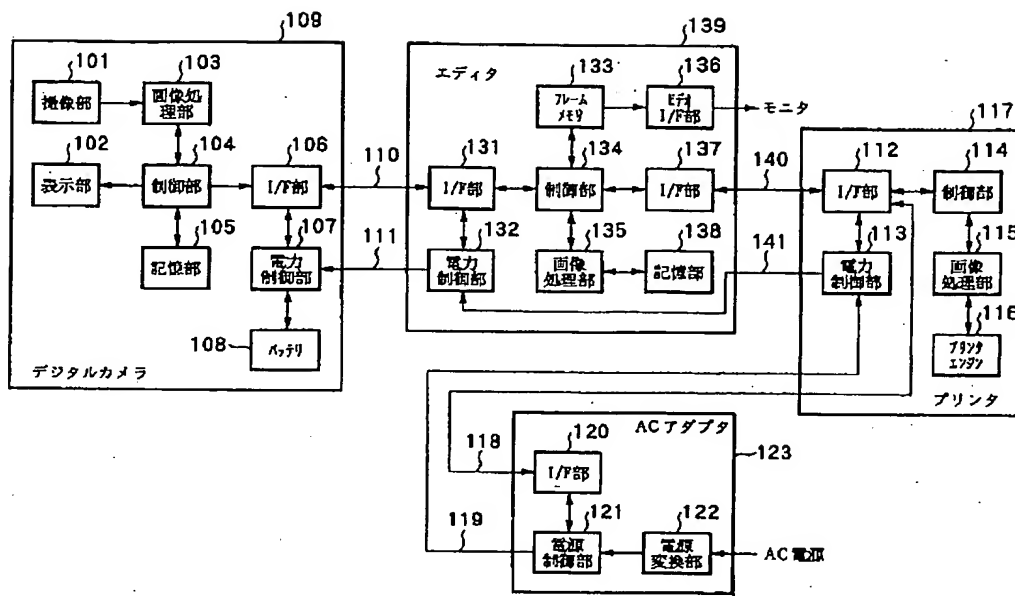 109
101
撮像部
103
画像処
理部
102
表示部
104
制御部
106
I/F部
105
記憶部
107
電力
制御部
108
バッテリ
デジタルカメラ
110
111
139
エディタ
133
フレーム
メモリ
136
ビデオ
I/F部
モニタ
131
I/F部
134
制御部
137
I/F部
132
電力
制御部
135
画像
処理部
138
記憶部
140
141
117
112
I/F部
114
制御部
113
電力
制御部
115
画像
処理部
116
プリンタ
エンジン
プリンタ
ACアダプタ
123
118
120
I/F部
119
121
電源
制御部
122
電源
変換部
AC電源